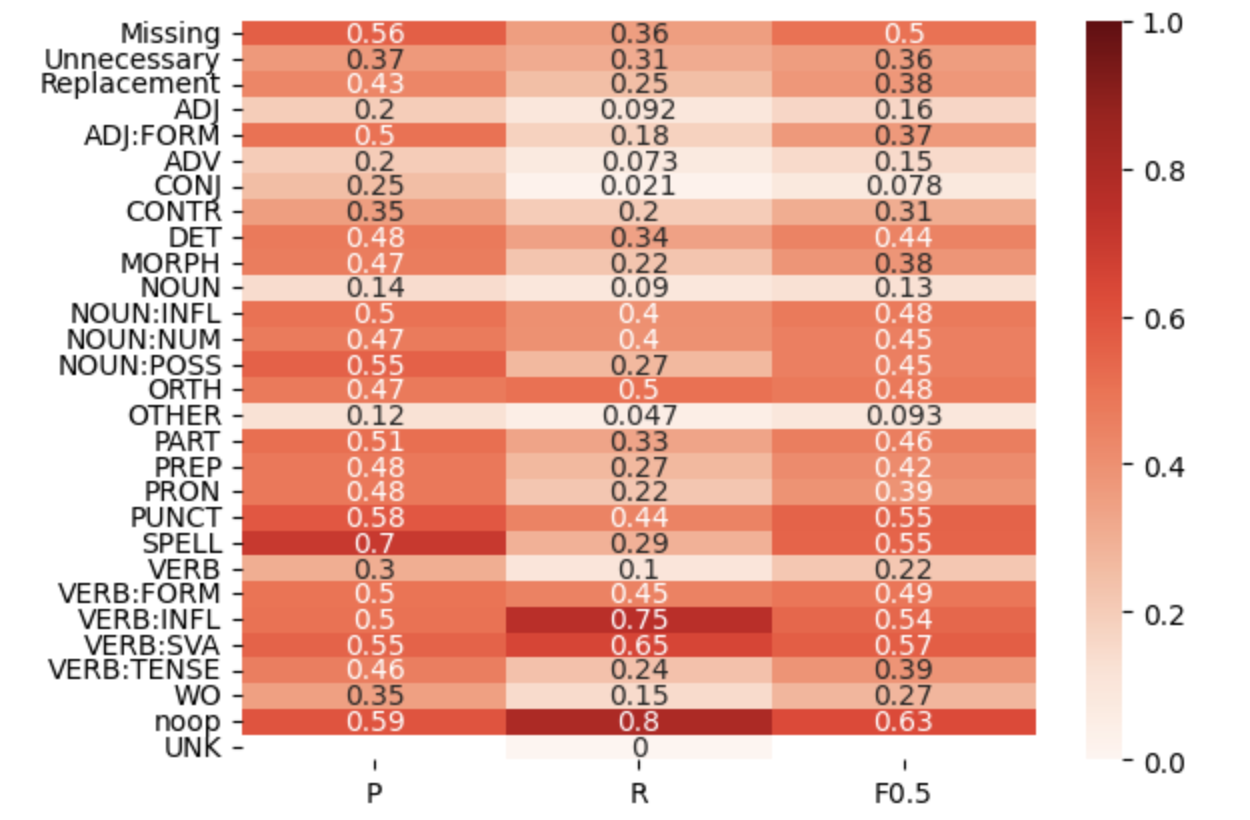 Missing 0.56 0.36 0.5
Unnecessary 0.37 0.31 0.36
Replacement 0.43 0.25 0.38
ADJ 0.2 0.092 0.16
ADJ:FORM 0.5 0.18 0.37
ADV 0.2 0.073 0.15
CONJ 0.25 0.021 0.078
CONTR 0.35 0.2 0.31
DET 0.48 0.34 0.44
MORPH 0.47 0.22 0.38
NOUN 0.14 0.09 0.13
NOUN:INFL 0.5 0.4 0.48
NOUN:NUM 0.47 0.4 0.45
NOUN:POSS 0.55 0.27 0.45
ORTH 0.47 0.5 0.48
OTHER 0.12 0.047 0.093
PART 0.51 0.33 0.46
PREP 0.48 0.27 0.42
PRON 0.48 0.22 0.39
PUNCT 0.58 0.44 0.55
SPELL 0.7 0.29 0.55
VERB 0.3 0.1 0.22
VERB:FORM 0.5 0.45 0.49
VERB:INFL 0.5 0.75 0.54
VERB:SVA 0.55 0.65 0.57
VERB:TENSE 0.46 0.24 0.39
WO 0.35 0.15 0.27
noop 0.59 0.8 0.63
UNK 0
P R F0.5
1.0
0.8
0.6
0.4
0.2
0.0